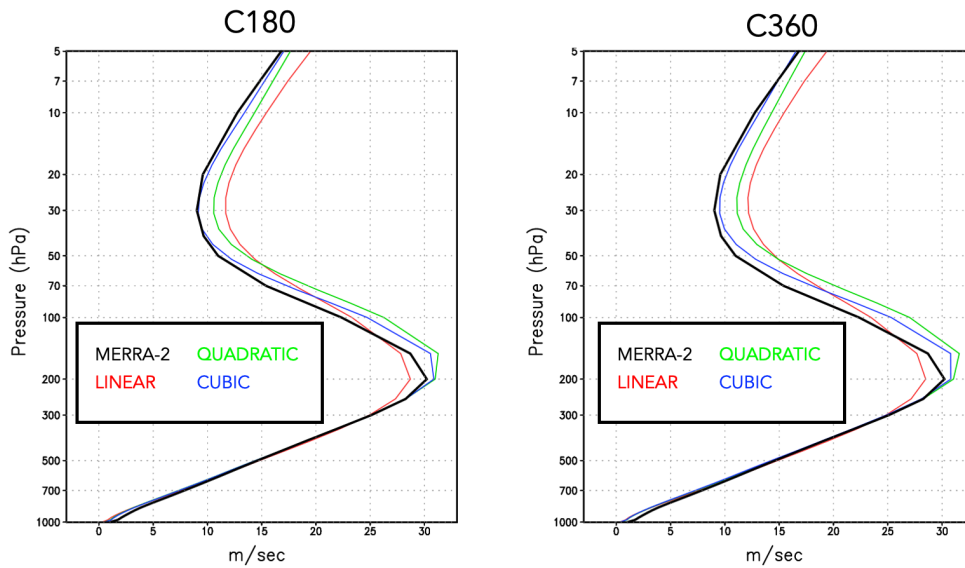 C180
5
7
10
20
30
50
70
100
200
300
500
700
1000
Pressure (hPa)
MERRA-2 QUADRATIC
LINEAR CUBIC
0 5 10 15 20 25 30
m/sec
C360
5
7
10
20
30
50
70
100
200
300
500
700
1000
Pressure (hPa)
MERRA-2 QUADRATIC
LINEAR CUBIC
0 5 10 15 20 25 30
m/sec